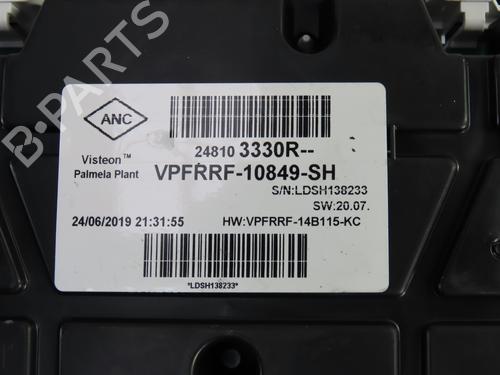 B-PARTS
ANC
24810 3330R--
Visteon™
Palmela Plant
VPFRRF-10849-SH
S/N:LDSH138233
SW:20.07.
24/06/2019 21:31:55
HW:VPFRRF-14B115-KC
*LDSH138233*